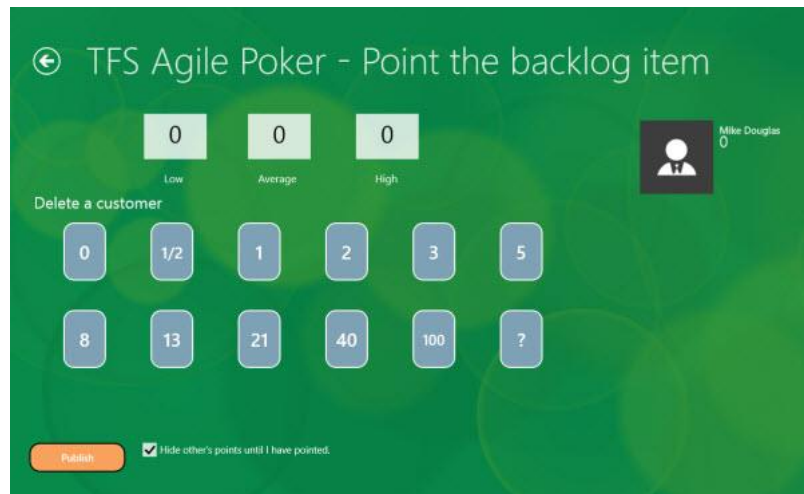 TFS Agile Poker - Point the backlog item
0 0 0
Low Average High
Mike Douglas
0
Delete a customer
0 1/2 1 2 3 5
8 13 21 40 100 ?
Publish
Hide other's points until I have pointed.